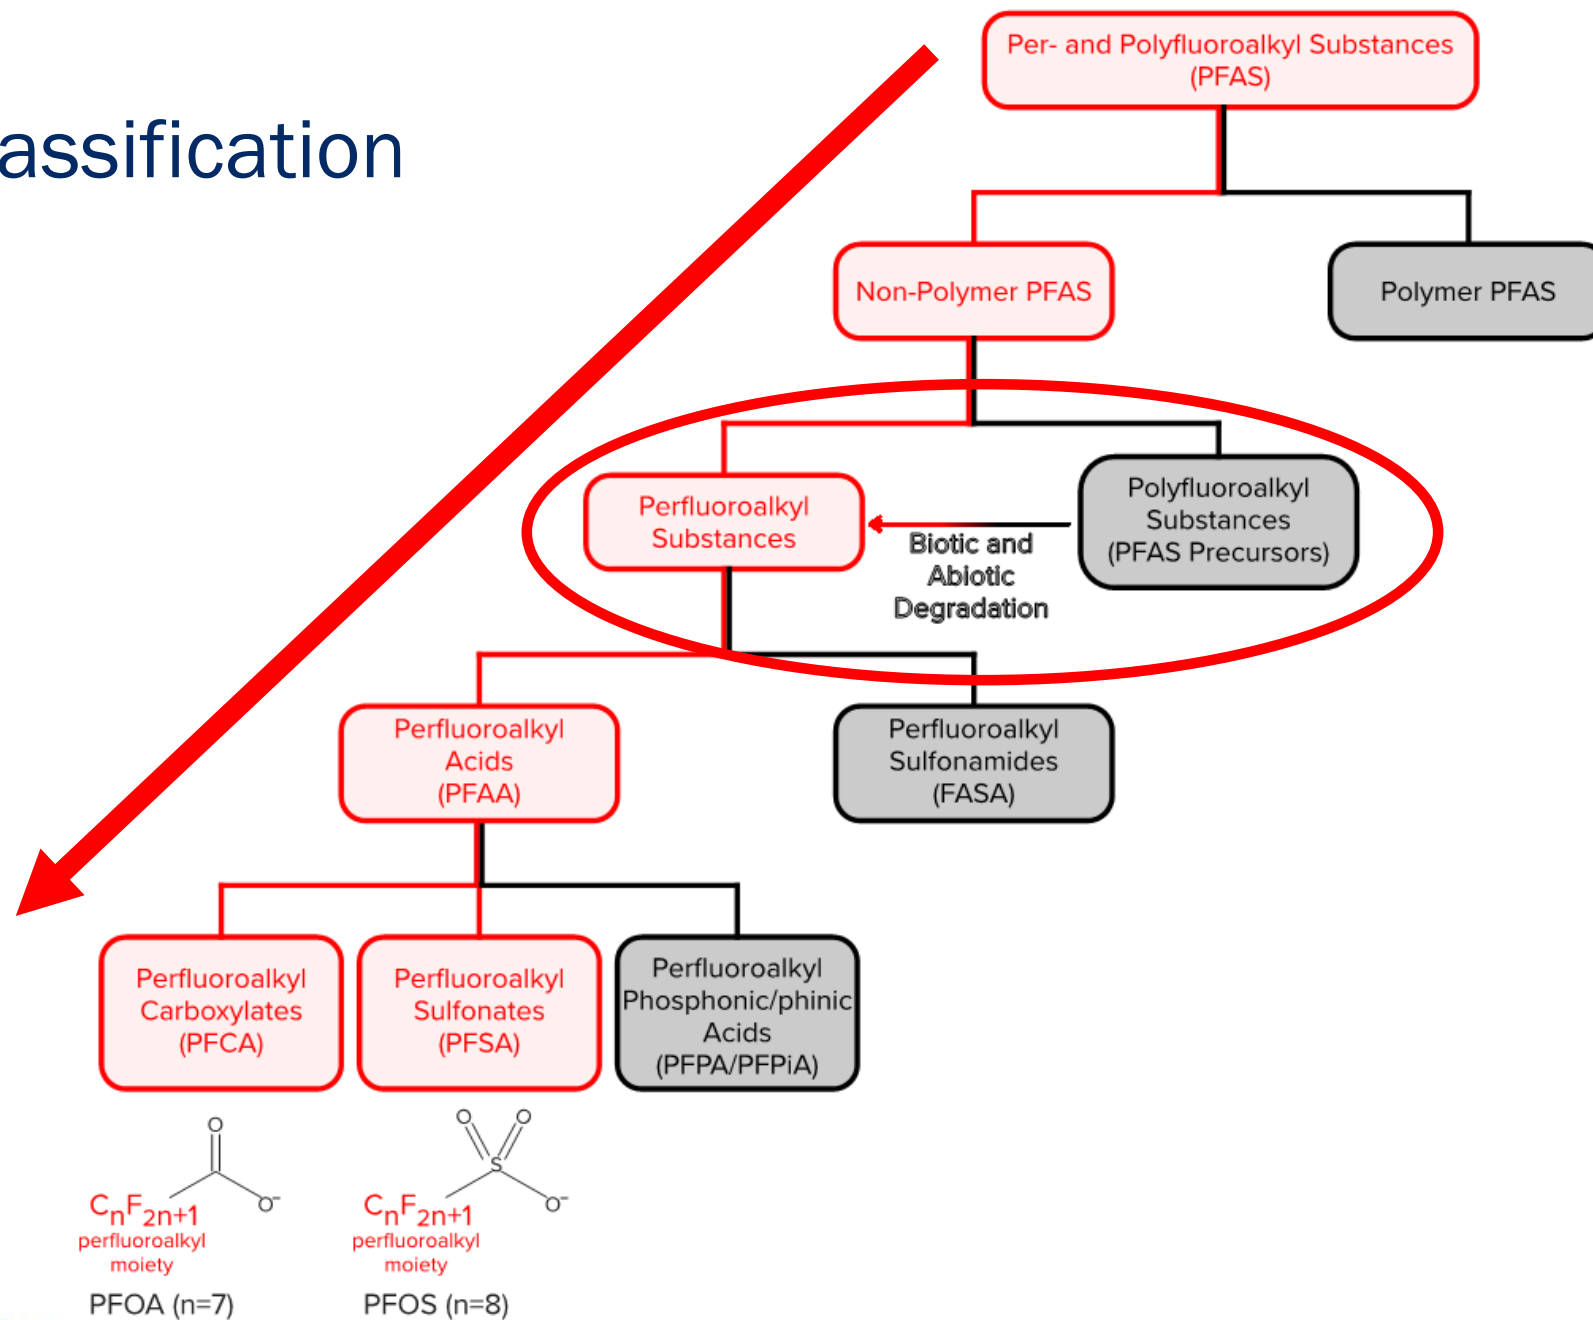 assification
Per- and Polyfluoroalkyl Substances
(PFAS)
Non-Polymer PFAS
Polymer PFAS
Perfluoroalkyl
Substances
Biotic and
Abiotic
Degradation
Polyfluoroalkyl
Substances
(PFAS Precursors)
Perfluoroalkyl
Acids
(PFAA)
Perfluoroalkyl
Sulfonamides
(FASA)
Perfluoroalkyl
Carboxylates
(PFCA)
Perfluoroalkyl
Sulfonates
(PFSA)
Perfluoroalkyl
Phosphonic/phinic
Acids
(PFPA/PFPiA)
O
O⁻
CₙF₂ₙ₊₁
perfluoroalkyl
moiety
PFOA (n=7)
O O
S
O⁻
CₙF₂ₙ₊₁
perfluoroalkyl
moiety
PFOS (n=8)